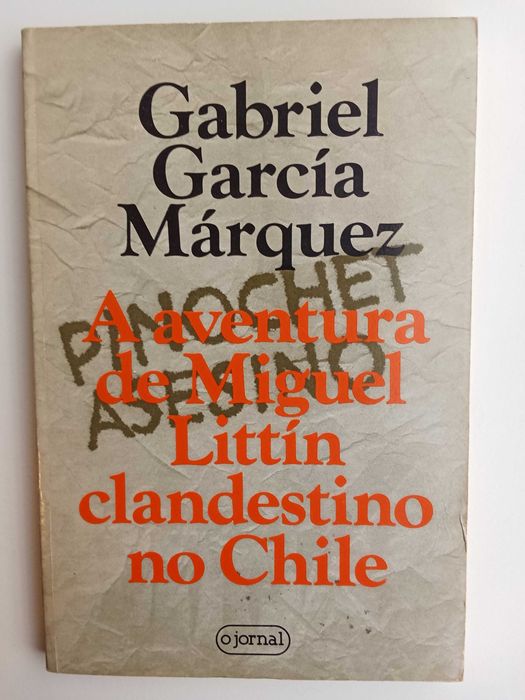 Gabriel
García
Márquez
PINOCHET
ASESINO
A aventura
de Miguel
Littín
clandestino
no Chile
o jornal